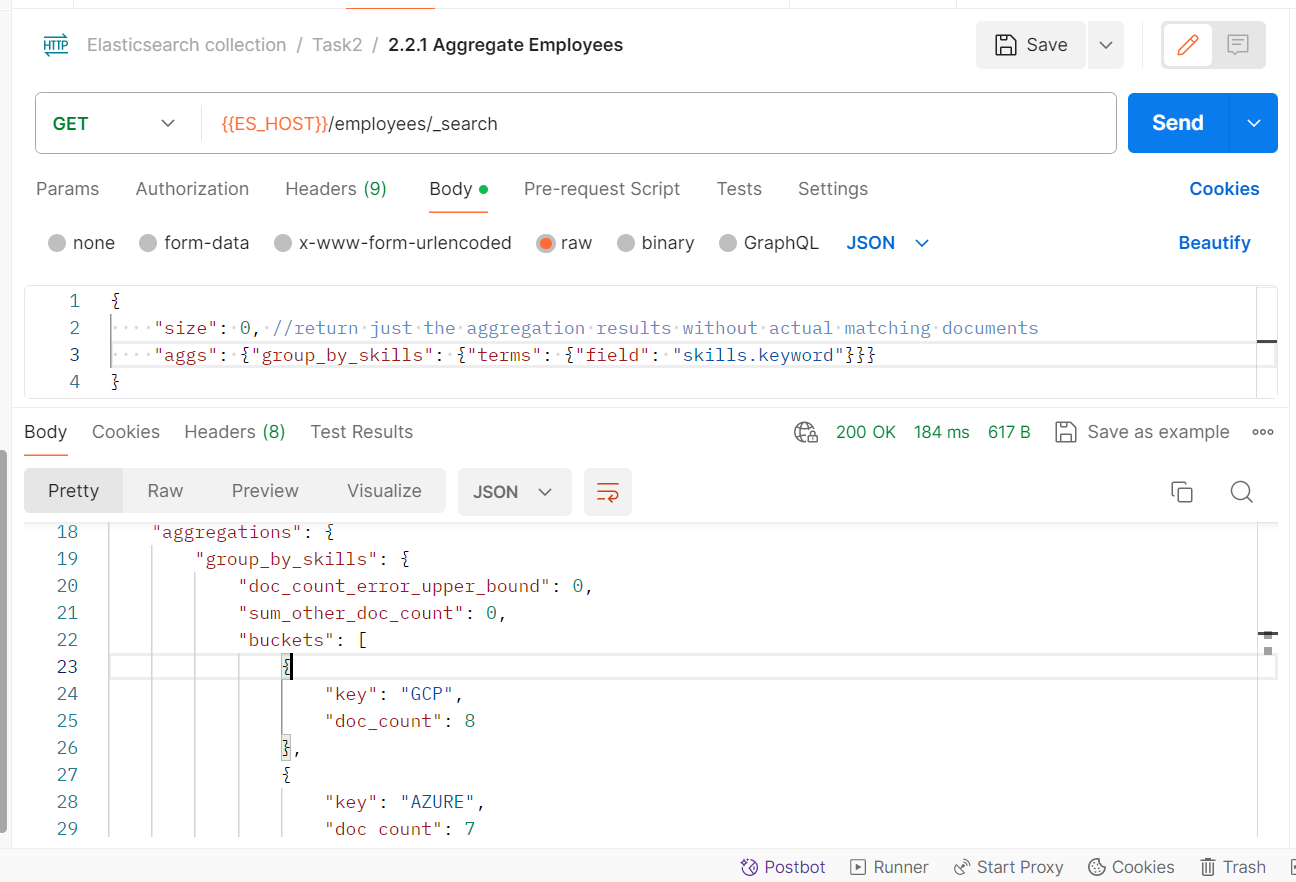 HTTP Elasticsearch collection / Task2 / 2.2.1 Aggregate Employees Save
GET {{ES_HOST}}/employees/_search Send
Params Authorization Headers (9) Body Pre-request Script Tests Settings Cookies
none form-data x-www-form-urlencoded raw binary GraphQL JSON Beautify
1 {
2 ····"size": 0, //return just the aggregation results without actual matching documents
3 ····"aggs": {"group_by_skills": {"terms": {"field": "skills.keyword"}}}
4 }
Body Cookies Headers (8) Test Results 200 OK 184 ms 617 B Save as example
Pretty Raw Preview Visualize JSON
18 "aggregations": {
19 "group_by_skills": {
20 "doc_count_error_upper_bound": 0,
21 "sum_other_doc_count": 0,
22 "buckets": [
23 {
24 "key": "GCP",
25 "doc_count": 8
26 },
27 {
28 "key": "AZURE",
29 "doc_count": 7
Postbot Runner Start Proxy Cookies Trash